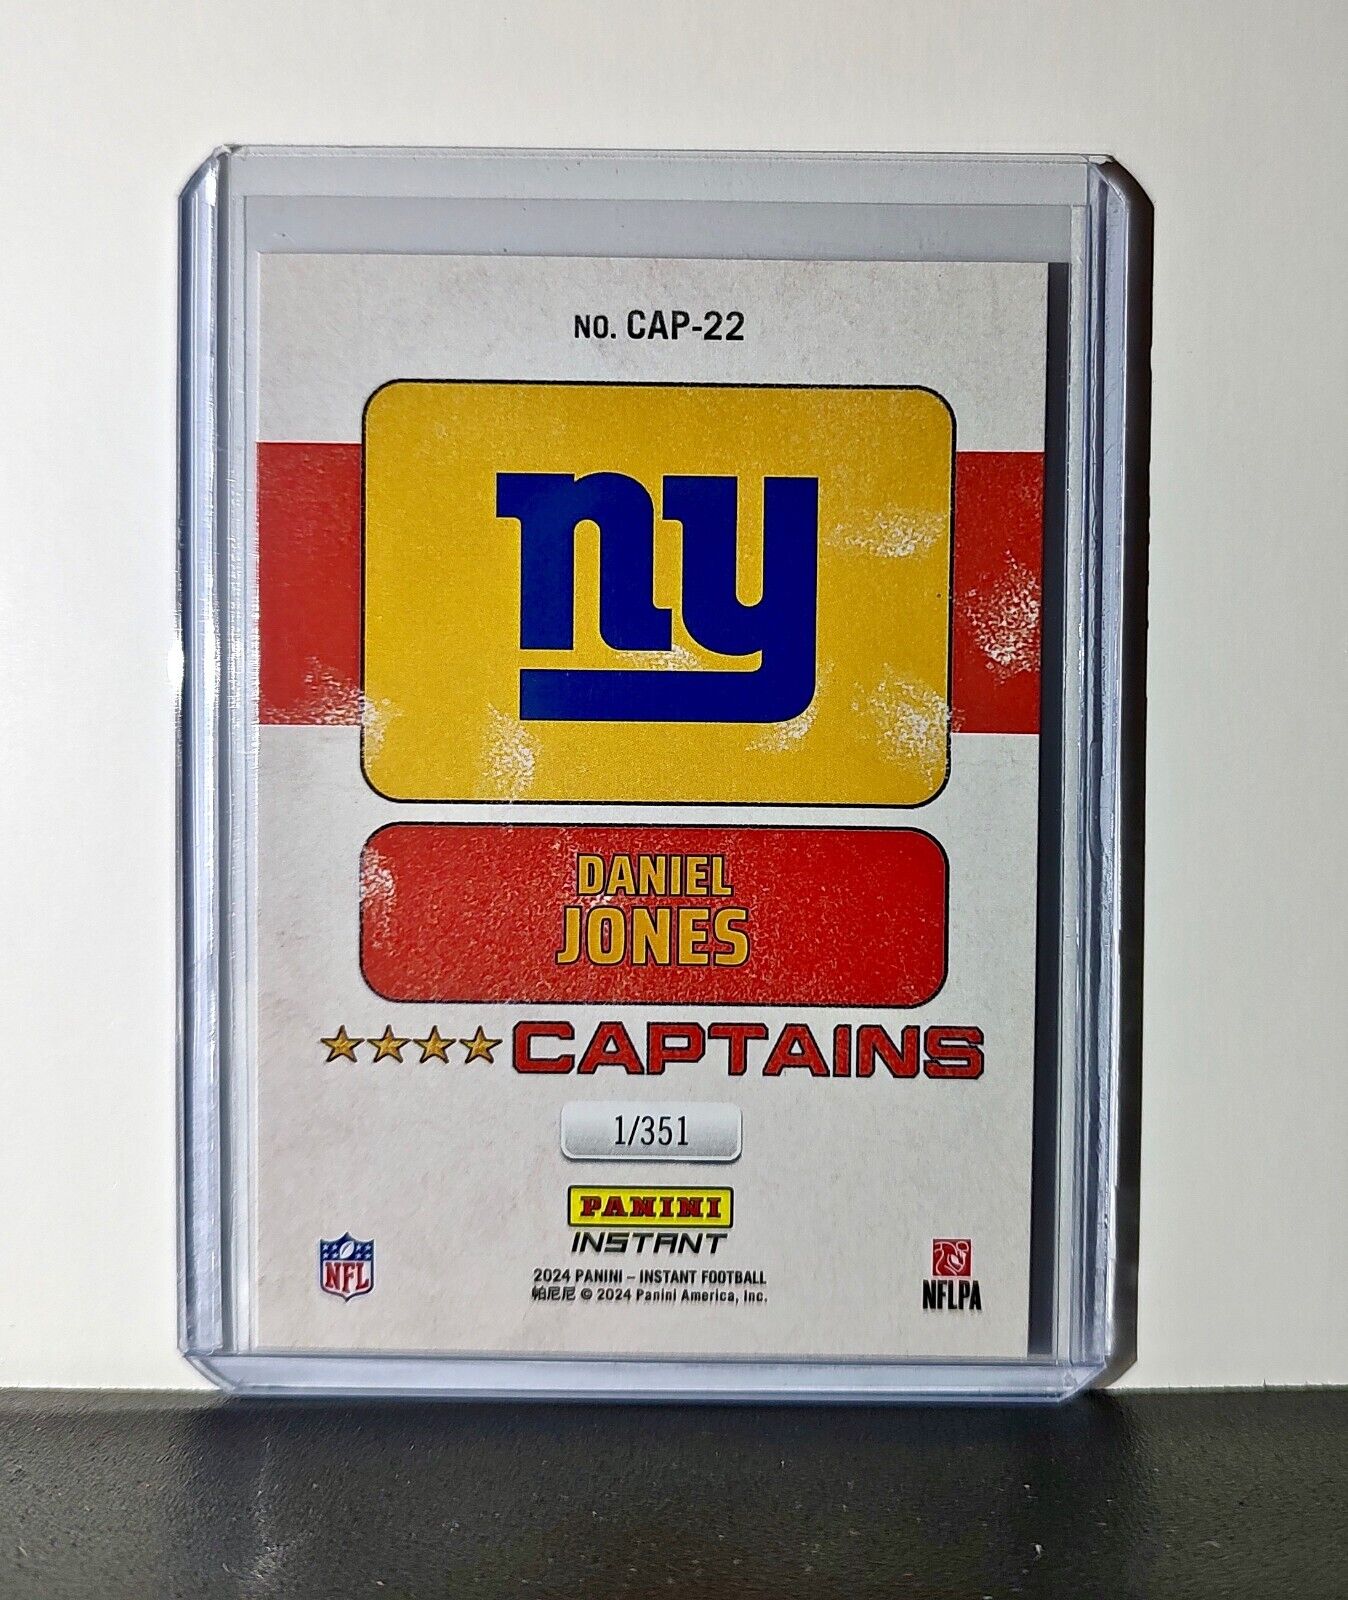 NO. CAP-22
ny
DANIEL
JONES
CAPTAINS
1/351
PANINI
INSTANT
NFL
NFLPA
2024 PANINI – INSTANT FOOTBALL
帕尼尼 © 2024 Panini America, Inc.